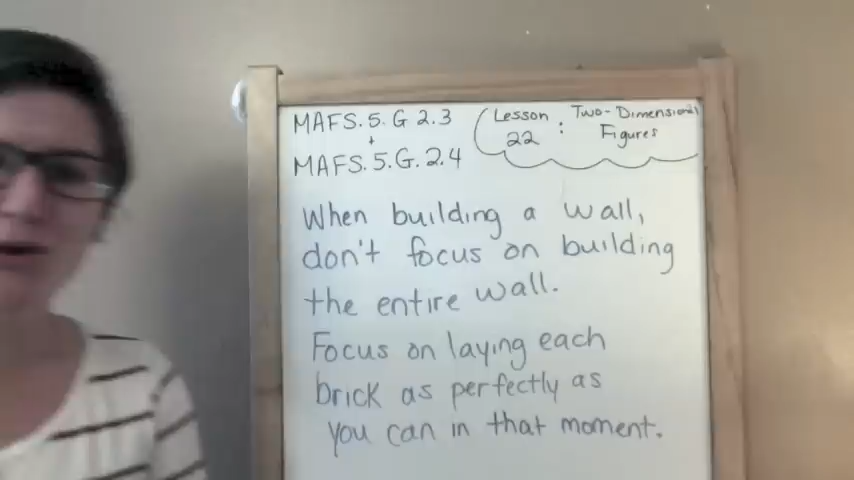 MAFS.5.G 2.3
+
MAFS.5.G.2.4
Lesson 22 : Two-Dimensional Figures
When building a wall,
don't focus on building
the entire wall.
Focus on laying each
brick as perfectly as
you can in that moment.